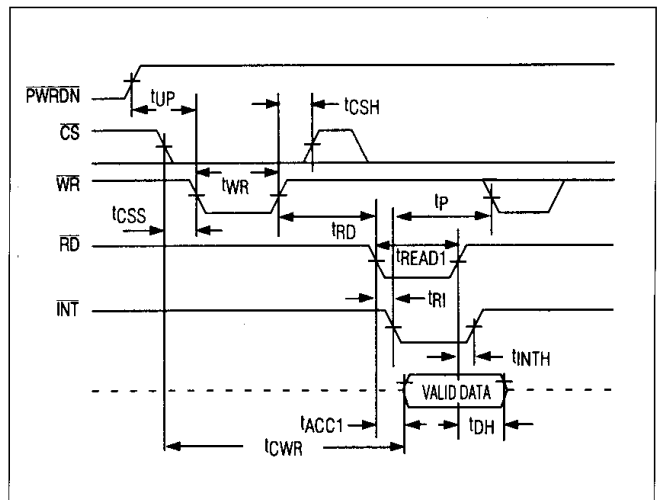 PWRDN
tUP
tCSH
CS
tWR
WR
tCSS
tP
tRD
RD
tREAD1
tRI
INT
tINTH
VALID DATA
tACC1
tDH
tCWR